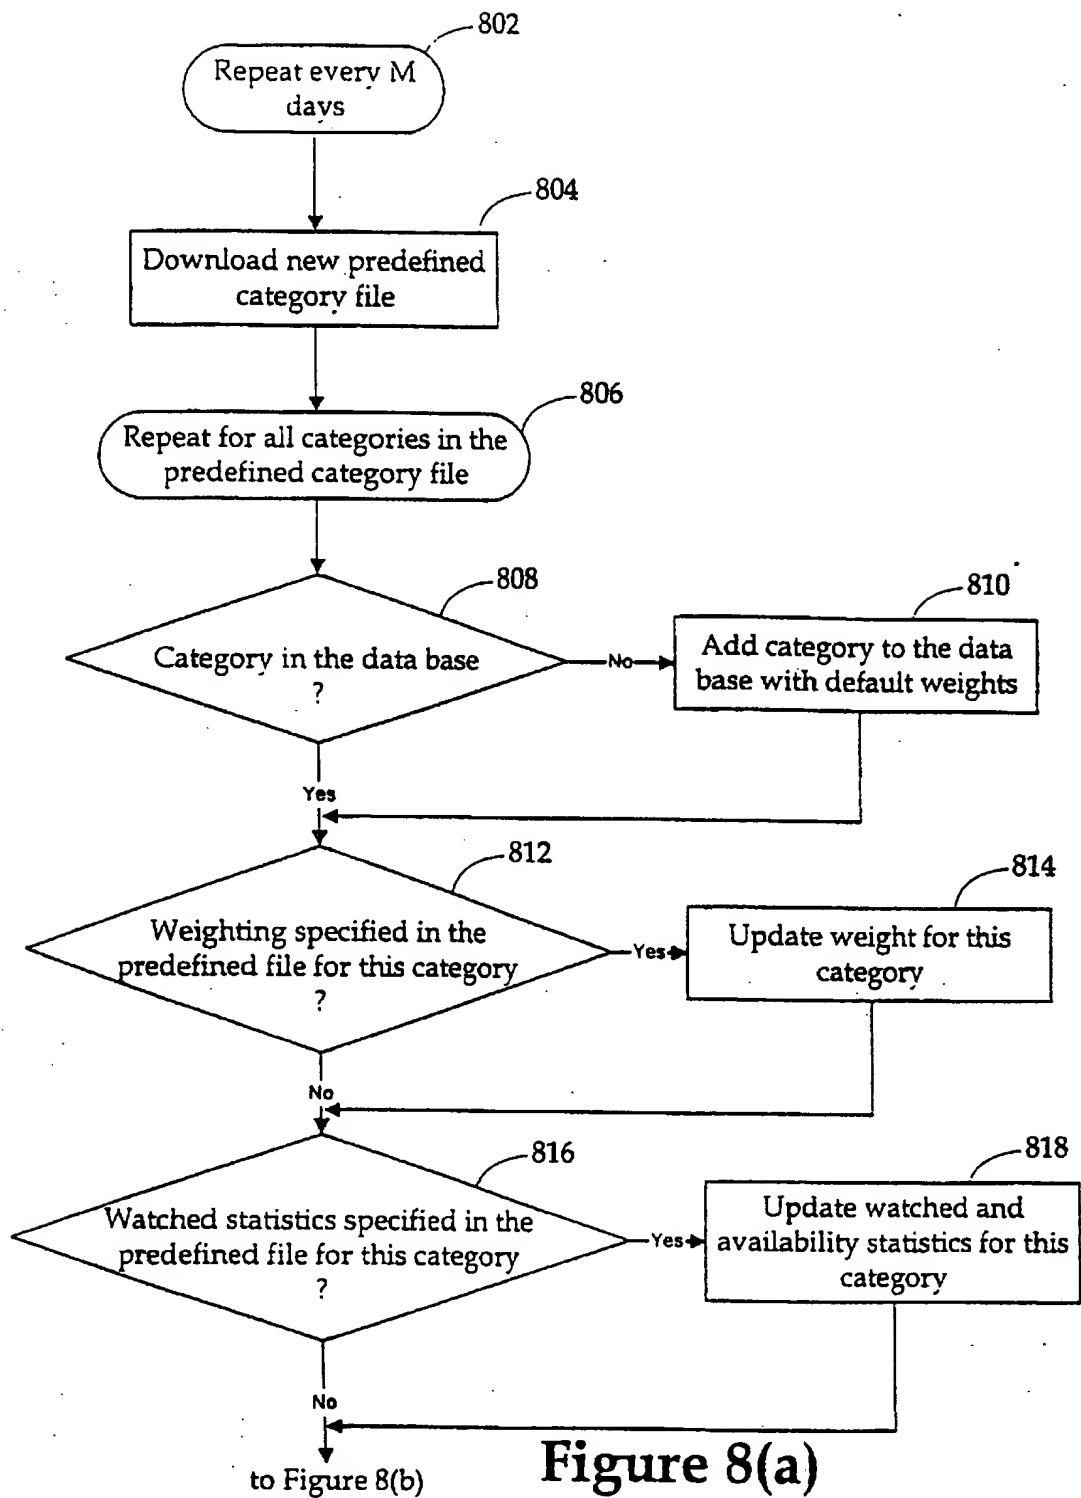 802
Repeat every M
days
804
Download new predefined
category file
806
Repeat for all categories in the
predefined category file
808
Category in the data base
?
No
810
Add category to the data
base with default weights
Yes
812
Weighting specified in the
predefined file for this category
?
Yes
814
Update weight for this
category
No
816
Watched statistics specified in the
predefined file for this category
?
Yes
818
Update watched and
availability statistics for this
category
No
to Figure 8(b)
Figure 8(a)